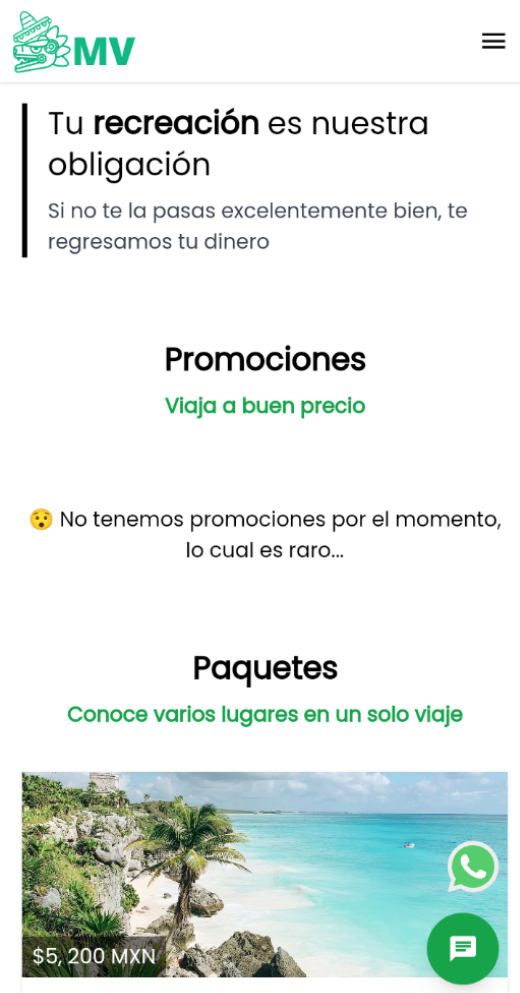 MV
Tu recreación es nuestra
obligación
Si no te la pasas excelentemente bien, te
regresamos tu dinero
Promociones
Viaja a buen precio
😯 No tenemos promociones por el momento,
lo cual es raro...
Paquetes
Conoce varios lugares en un solo viaje
$5, 200 MXN